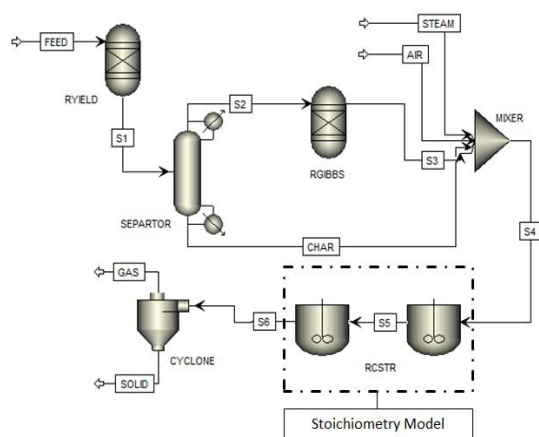 STEAM
FEED
AIR
RYIELD
S2
MIXER
S1
RGIBBS
S3
SEPARTOR
CHAR
S4
GAS
S6
S5
CYCLONE
RCSTR
SOLID
Stoichiometry Model